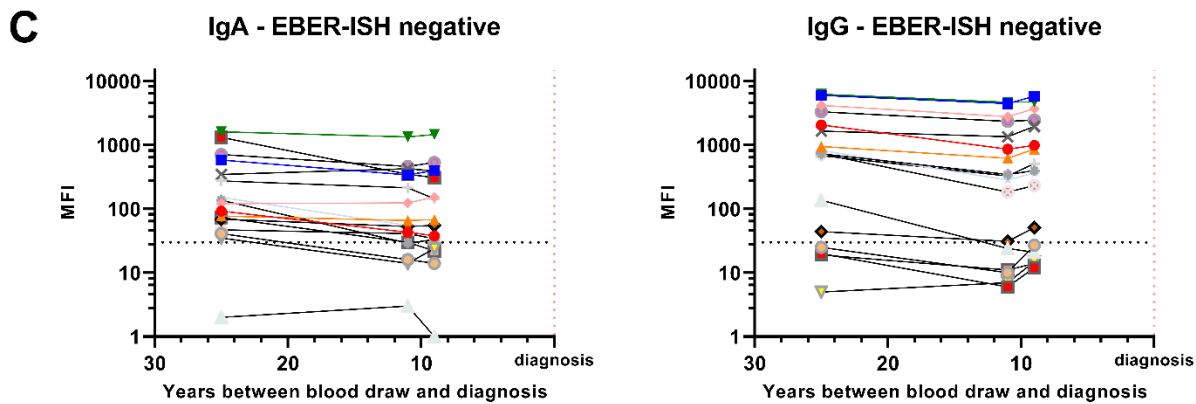 C
IgA - EBER-ISH negative
IgG - EBER-ISH negative
MFI
10000
1000
100
10
1
30
20
10
diagnosis
Years between blood draw and diagnosis
MFI
10000
1000
100
10
1
30
20
10
diagnosis
Years between blood draw and diagnosis